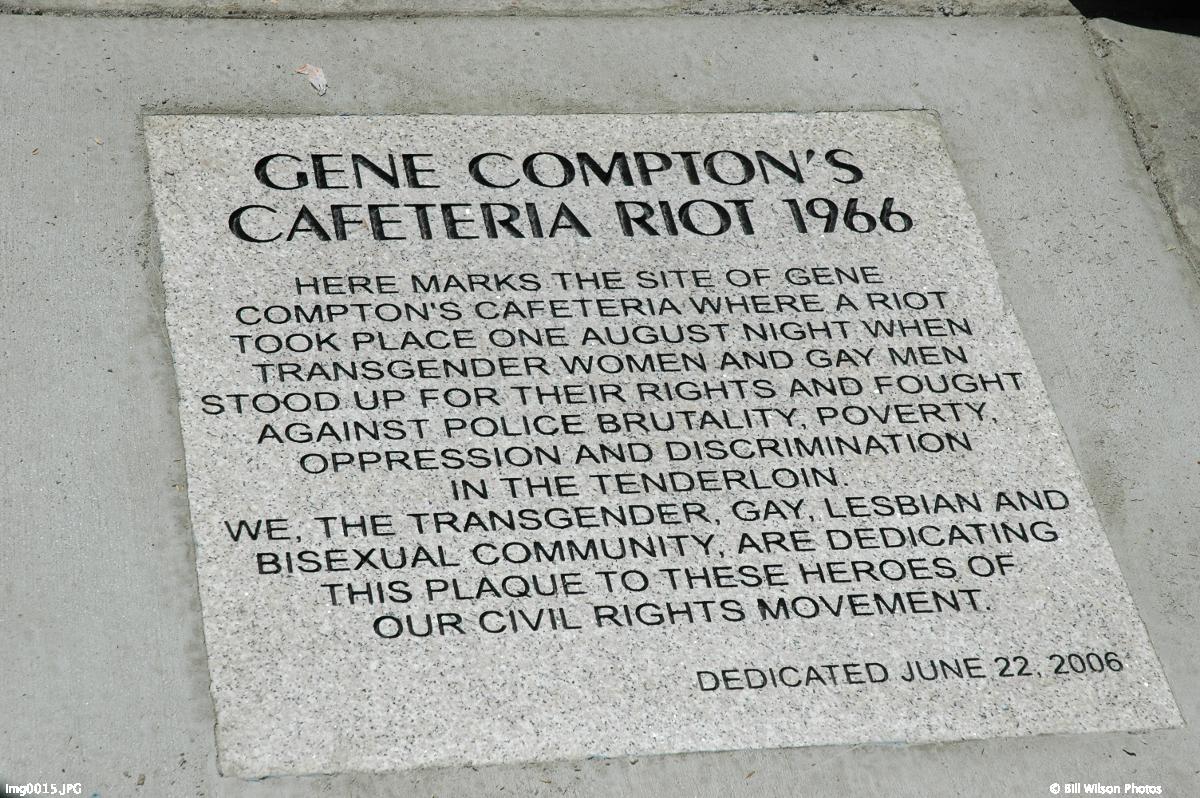 GENE COMPTON'S
CAFETERIA RIOT 1966
HERE MARKS THE SITE OF GENE
COMPTON'S CAFETERIA WHERE A RIOT
TOOK PLACE ONE AUGUST NIGHT WHEN
TRANSGENDER WOMEN AND GAY MEN
STOOD UP FOR THEIR RIGHTS AND FOUGHT
AGAINST POLICE BRUTALITY, POVERTY,
OPPRESSION AND DISCRIMINATION
IN THE TENDERLOIN.
WE, THE TRANSGENDER, GAY, LESBIAN AND
BISEXUAL COMMUNITY, ARE DEDICATING
THIS PLAQUE TO THESE HEROES OF
OUR CIVIL RIGHTS MOVEMENT.
DEDICATED JUNE 22, 2006
Img0015.JPG
© Bill Wilson Photos